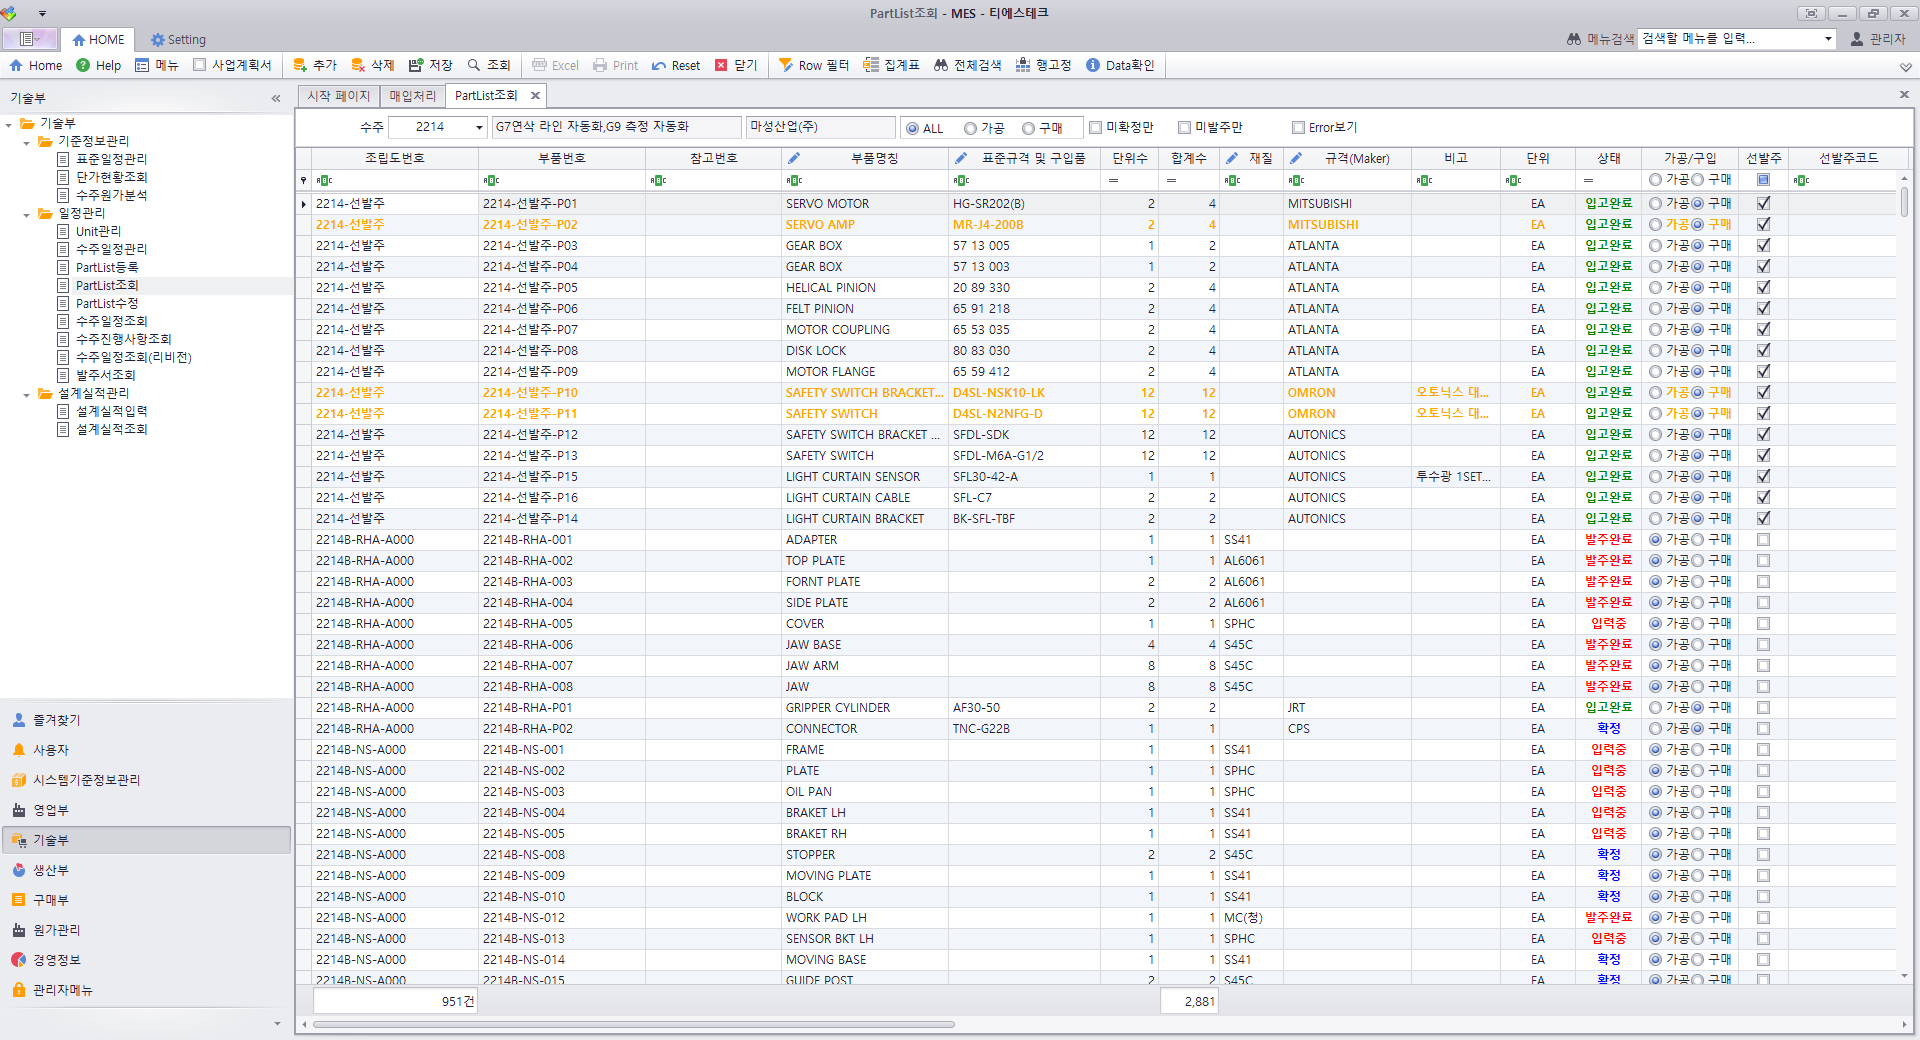 PartList조회 - MES - 티에스테크
HOME Setting 메뉴검색 검색할 메뉴를 입력... 관리자
Home Help 메뉴 사업계획서 추가 삭제 저장 조회 Excel Print Reset 닫기 Row 필터 집계표 전체검색 행고정 Data확인
기술부
기술부
기준정보관리
표준일정관리
단가현황조회
수주원가분석
일정관리
Unit관리
수주일정관리
PartList등록
PartList조회
PartList수정
수주일정조회
수주진행사항조회
수주일정조회(리비전)
발주서조회
설계실적관리
설계실적입력
설계실적조회
즐겨찾기
사용자
시스템기준정보관리
영업부
기술부
생산부
구매부
원가관리
경영정보
관리자메뉴
시작 페이지 매입처리 PartList조회
수주 2214 G7연삭 라인 자동화,G9 측정 자동화 마성산업(주) ALL 가공 구매 미확정만 미발주만 Error보기
조립도번호 부품번호 참고번호 부품명칭 표준규격 및 구입품 단위수 합계수 재질 규격(Maker) 비고 단위 상태 가공/구입 선발주 선발주코드
가공 구매
2214-선발주 2214-선발주-P01 SERVO MOTOR HG-SR202(B) 2 4 MITSUBISHI EA 입고완료 가공 구매
2214-선발주 2214-선발주-P02 SERVO AMP MR-J4-200B 2 4 MITSUBISHI EA 입고완료 가공 구매
2214-선발주 2214-선발주-P03 GEAR BOX 57 13 005 1 2 ATLANTA EA 입고완료 가공 구매
2214-선발주 2214-선발주-P04 GEAR BOX 57 13 003 1 2 ATLANTA EA 입고완료 가공 구매
2214-선발주 2214-선발주-P05 HELICAL PINION 20 89 330 2 4 ATLANTA EA 입고완료 가공 구매
2214-선발주 2214-선발주-P06 FELT PINION 65 91 218 2 4 ATLANTA EA 입고완료 가공 구매
2214-선발주 2214-선발주-P07 MOTOR COUPLING 65 53 035 2 4 ATLANTA EA 입고완료 가공 구매
2214-선발주 2214-선발주-P08 DISK LOCK 80 83 030 2 4 ATLANTA EA 입고완료 가공 구매
2214-선발주 2214-선발주-P09 MOTOR FLANGE 65 59 412 2 4 ATLANTA EA 입고완료 가공 구매
2214-선발주 2214-선발주-P10 SAFETY SWITCH BRACKET... D4SL-NSK10-LK 12 12 OMRON 오토닉스 대... EA 입고완료 가공 구매
2214-선발주 2214-선발주-P11 SAFETY SWITCH D4SL-N2NFG-D 12 12 OMRON 오토닉스 대... EA 입고완료 가공 구매
2214-선발주 2214-선발주-P12 SAFETY SWITCH BRACKET ... SFDL-SDK 12 12 AUTONICS EA 입고완료 가공 구매
2214-선발주 2214-선발주-P13 SAFETY SWITCH SFDL-M6A-G1/2 12 12 AUTONICS EA 입고완료 가공 구매
2214-선발주 2214-선발주-P15 LIGHT CURTAIN SENSOR SFL30-42-A 1 1 AUTONICS 투수광 1SET... EA 입고완료 가공 구매
2214-선발주 2214-선발주-P16 LIGHT CURTAIN CABLE SFL-C7 2 2 AUTONICS EA 입고완료 가공 구매
2214-선발주 2214-선발주-P14 LIGHT CURTAIN BRACKET BK-SFL-TBF 2 2 AUTONICS EA 입고완료 가공 구매
2214B-RHA-A000 2214B-RHA-001 ADAPTER 1 1 SS41 EA 발주완료 가공 구매
2214B-RHA-A000 2214B-RHA-002 TOP PLATE 1 1 AL6061 EA 발주완료 가공 구매
2214B-RHA-A000 2214B-RHA-003 FORNT PLATE 2 2 AL6061 EA 발주완료 가공 구매
2214B-RHA-A000 2214B-RHA-004 SIDE PLATE 2 2 AL6061 EA 발주완료 가공 구매
2214B-RHA-A000 2214B-RHA-005 COVER 1 1 SPHC EA 입력중 가공 구매
2214B-RHA-A000 2214B-RHA-006 JAW BASE 4 4 S45C EA 발주완료 가공 구매
2214B-RHA-A000 2214B-RHA-007 JAW ARM 8 8 S45C EA 발주완료 가공 구매
2214B-RHA-A000 2214B-RHA-008 JAW 8 8 S45C EA 발주완료 가공 구매
2214B-RHA-A000 2214B-RHA-P01 GRIPPER CYLINDER AF30-50 2 2 JRT EA 입고완료 가공 구매
2214B-RHA-A000 2214B-RHA-P02 CONNECTOR TNC-G22B 1 1 CPS EA 확정 가공 구매
2214B-NS-A000 2214B-NS-001 FRAME 1 1 SS41 EA 입력중 가공 구매
2214B-NS-A000 2214B-NS-002 PLATE 1 1 SPHC EA 입력중 가공 구매
2214B-NS-A000 2214B-NS-003 OIL PAN 1 1 SPHC EA 입력중 가공 구매
2214B-NS-A000 2214B-NS-004 BRAKET LH 1 1 SS41 EA 입력중 가공 구매
2214B-NS-A000 2214B-NS-005 BRAKET RH 1 1 SS41 EA 입력중 가공 구매
2214B-NS-A000 2214B-NS-008 STOPPER 2 2 S45C EA 확정 가공 구매
2214B-NS-A000 2214B-NS-009 MOVING PLATE 1 1 SS41 EA 확정 가공 구매
2214B-NS-A000 2214B-NS-010 BLOCK 1 1 SS41 EA 확정 가공 구매
2214B-NS-A000 2214B-NS-012 WORK PAD LH 1 1 MC(청) EA 발주완료 가공 구매
2214B-NS-A000 2214B-NS-013 SENSOR BKT LH 1 1 SPHC EA 입력중 가공 구매
2214B-NS-A000 2214B-NS-014 MOVING BASE 1 1 SS41 EA 확정 가공 구매
2214B-NS-A000 2214B-NS-015 GUIDE POST 2 2 S45C EA 확정 가공 구매
951건 2,881